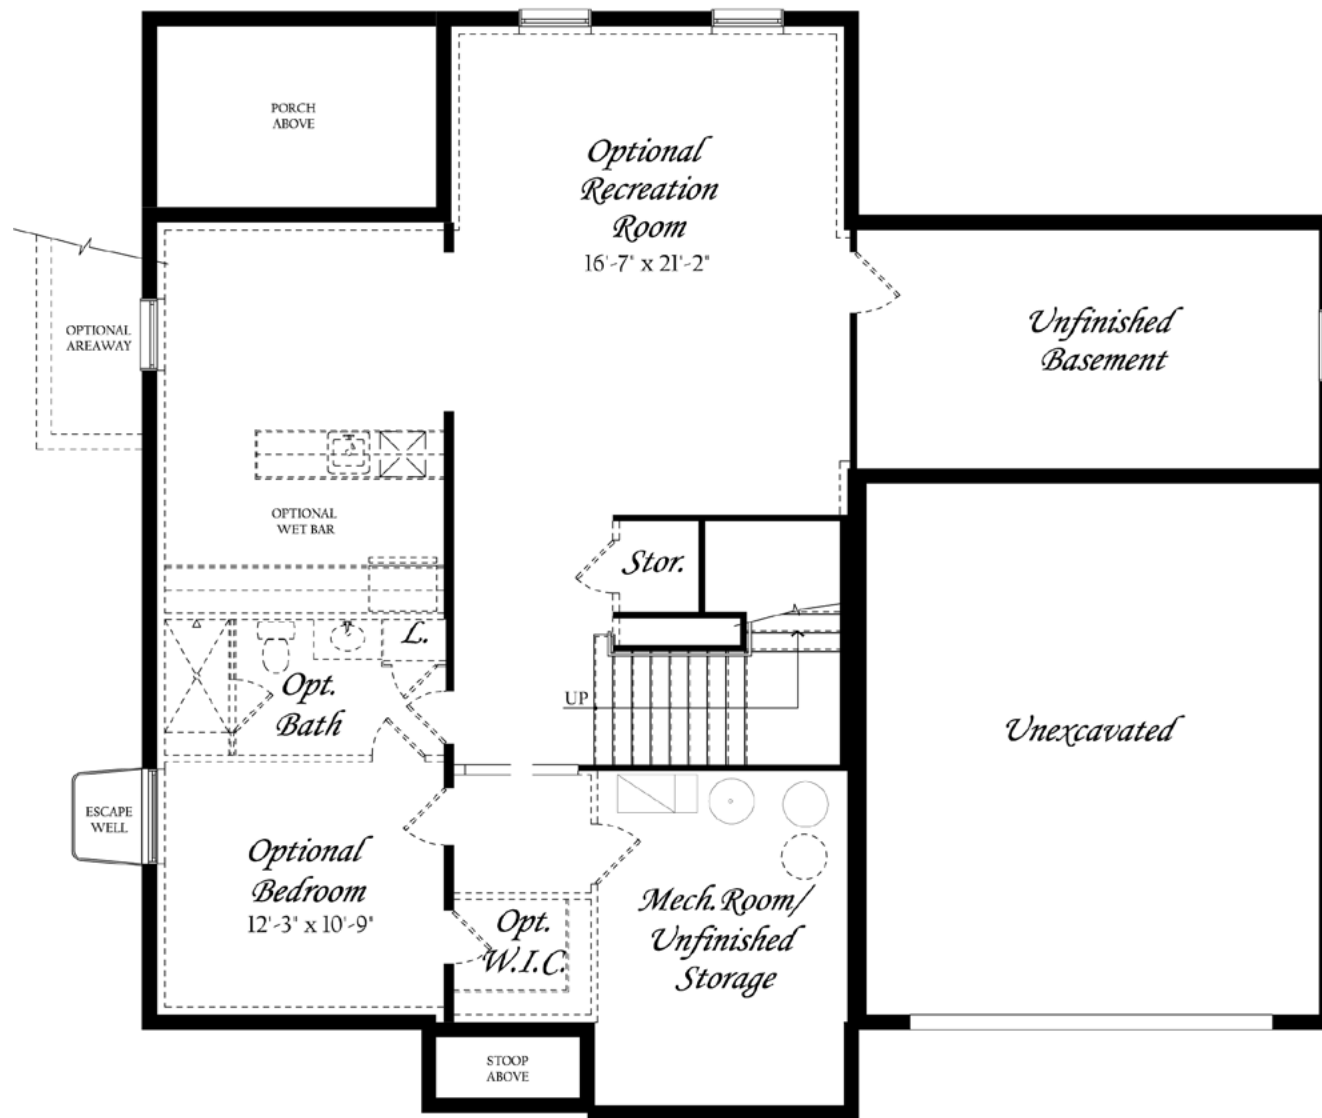 PORCH
ABOVE
Optional
Recreation
Room
16'-7" x 21'-2"
OPTIONAL
AREAWAY
Unfinished
Basement
OPTIONAL
WET BAR
Stor.
L.
Opt.
Bath
UP
Unexcavated
ESCAPE
WELL
Optional
Bedroom
12'-3" x 10'-9"
Opt.
W.I.C.
Mech. Room/
Unfinished
Storage
STOOP
ABOVE